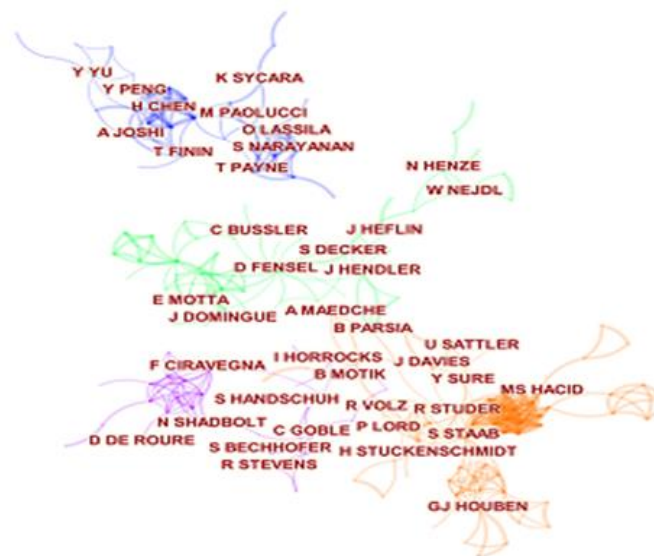 Y YU
K SYCARA
Y PENG
H CHEN
M PAOLUCCI
A JOSHI
O LASSILA
T FININ
S NARAYANAN
T PAYNE
N HENZE
W NEJDL
C BUSSLER
J HEFLIN
S DECKER
D FENSEL
J HENDLER
E MOTTA
J DOMINGUE
A MAEDCHE
B PARSIA
U SATTLER
F CIRAVEGNA
I HORROCKS
J DAVIES
B MOTIK
Y SURE
MS HACID
S HANDSCHUH
R VOLZ
R STUDER
N SHADBOLT
C GOBLE
P LORD
S STAAB
D DE ROURE
S BECHHOFER
H STUCKENSCHMIDT
R STEVENS
GJ HOUBEN